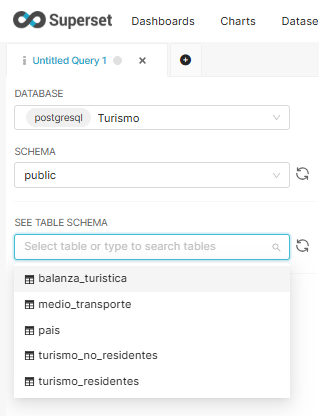 Superset Dashboards Charts Datase
Untitled Query 1
DATABASE
postgresql Turismo
SCHEMA
public
SEE TABLE SCHEMA
Select table or type to search tables
balanza_turistica
medio_transporte
pais
turismo_no_residentes
turismo_residentes